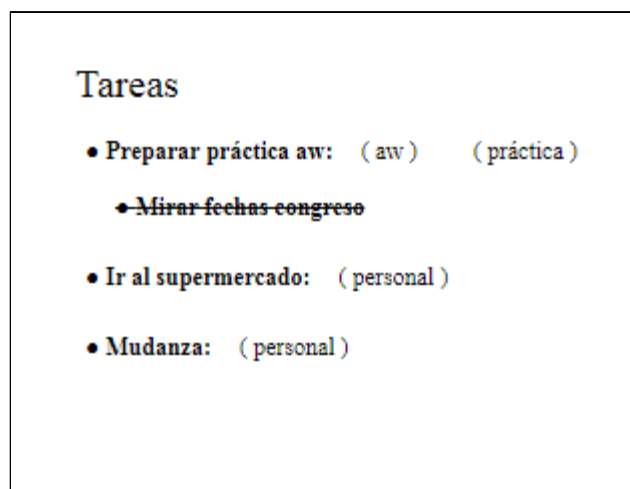 Tareas
● Preparar práctica aw: ( aw ) ( práctica )
● Mirar fechas congreso
● Ir al supermercado: ( personal )
● Mudanza: ( personal )